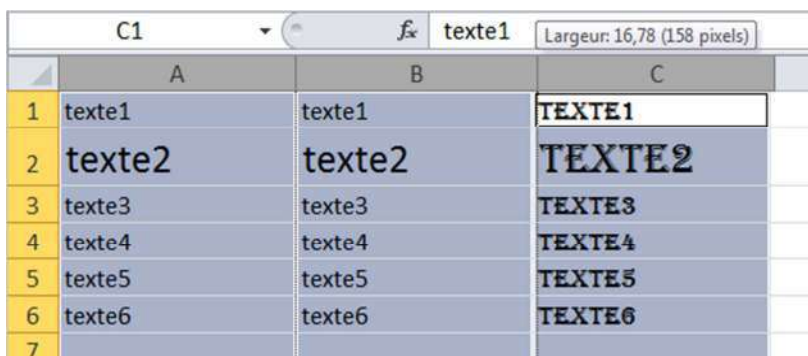 C1 fx texte1 Largeur: 16,78 (158 pixels)
A B C
1 texte1 texte1 TEXTE1
2 texte2 texte2 TEXTE2
3 texte3 texte3 TEXTE3
4 texte4 texte4 TEXTE4
5 texte5 texte5 TEXTE5
6 texte6 texte6 TEXTE6
7